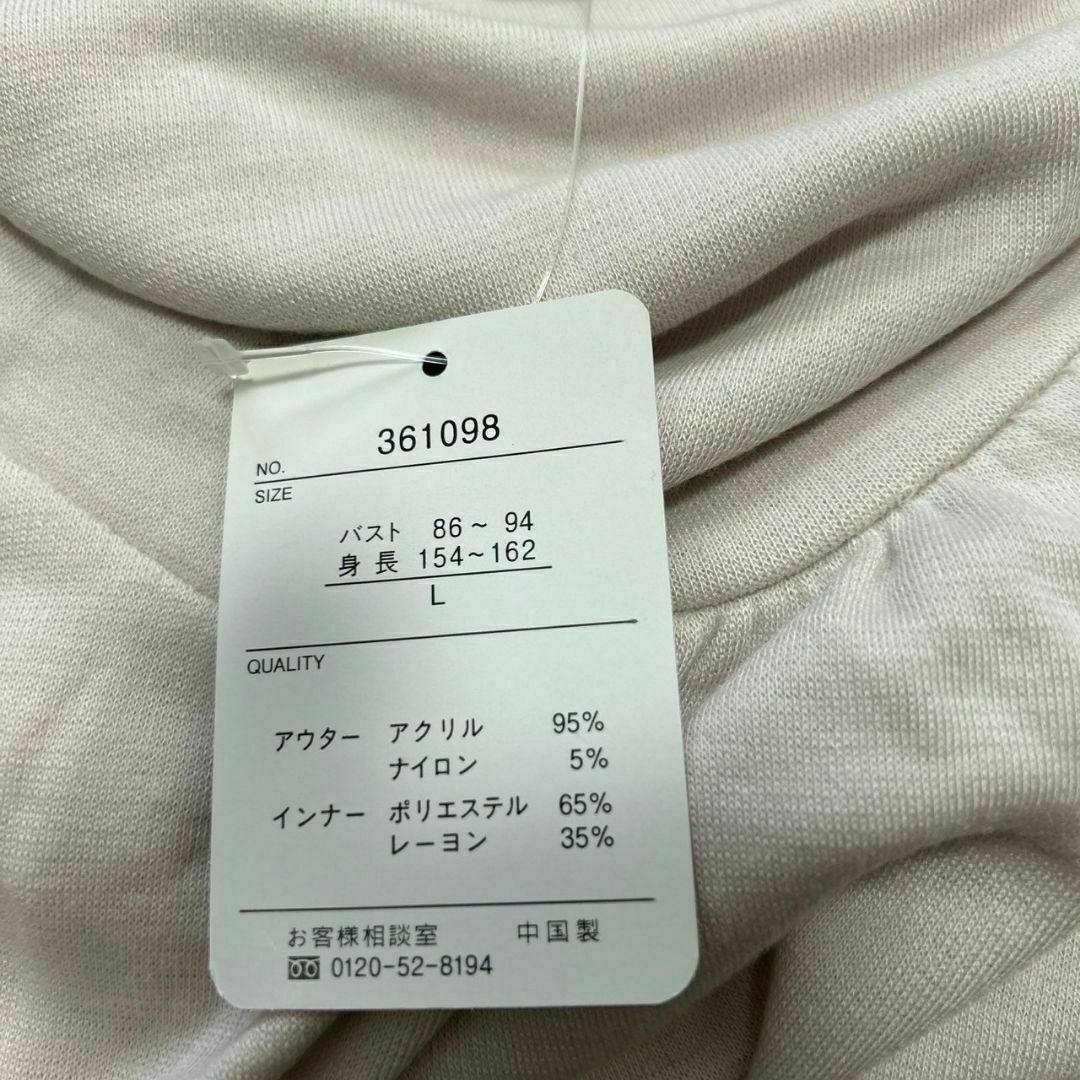 NO. 361098
SIZE
バスト 86～94
身長 154～162
L
QUALITY
アウター アクリル 95%
ナイロン 5%
インナー ポリエステル 65%
レーヨン 35%
お客様相談室 中国製
0120-52-8194